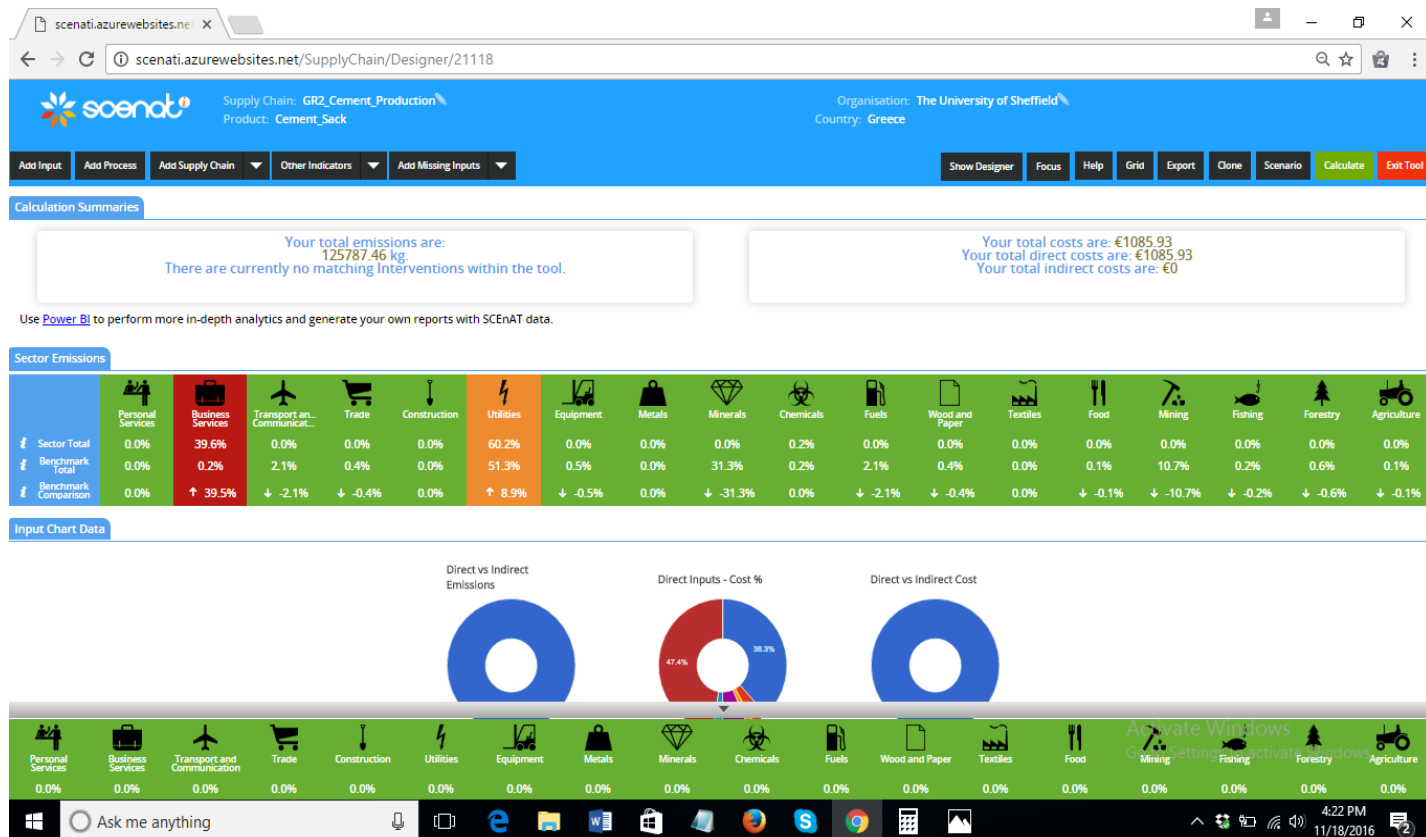 scenati.azurewebsites.ne
scenati.azurewebsites.net/SupplyChain/Designer/21118
scenat i
Supply Chain: GR2_Cement_Production
Product: Cement_Sack
Organisation: The University of Sheffield
Country: Greece
Add Input Add Process Add Supply Chain Other Indicators Add Missing Inputs Show Designer Focus Help Grid Export Clone Scenario Calculate Exit Tool
Calculation Summaries
Your total emissions are:
125787.46 kg.
There are currently no matching Interventions within the tool.
Your total costs are: €1085.93
Your total direct costs are: €1085.93
Your total indirect costs are: €0
Use Power BI to perform more in-depth analytics and generate your own reports with SCEnAT data.
Sector Emissions
Personal Services Business Services Transport an... Communicat... Trade Construction Utilities Equipment Metals Minerals Chemicals Fuels Wood and Paper Textiles Food Mining Fishing Forestry Agriculture
i Sector Total 0.0% 39.6% 0.0% 0.0% 0.0% 60.2% 0.0% 0.0% 0.0% 0.2% 0.0% 0.0% 0.0% 0.0% 0.0% 0.0% 0.0% 0.0%
i Benchmark Total 0.0% 0.2% 2.1% 0.4% 0.0% 51.3% 0.5% 0.0% 31.3% 0.2% 2.1% 0.4% 0.0% 0.1% 10.7% 0.2% 0.6% 0.1%
i Benchmark Comparison 0.0% ↑ 39.5% ↓ -2.1% ↓ -0.4% 0.0% ↑ 8.9% ↓ -0.5% 0.0% ↓ -31.3% 0.0% ↓ -2.1% ↓ -0.4% 0.0% ↓ -0.1% ↓ -10.7% ↓ -0.2% ↓ -0.6% ↓ -0.1%
Input Chart Data
Direct vs Indirect
Emissions
Direct Inputs - Cost %
Direct vs Indirect Cost
47.4%
38.3%
Personal Services Business Services Transport and Communication Trade Construction Utilities Equipment Metals Minerals Chemicals Fuels Wood and Paper Textiles Food Mining Fishing Forestry Agriculture
0.0% 0.0% 0.0% 0.0% 0.0% 0.0% 0.0% 0.0% 0.0% 0.0% 0.0% 0.0% 0.0% 0.0% 0.0% 0.0% 0.0% 0.0%
Activate Windows
Ask me anything
4:22 PM
11/18/2016
2